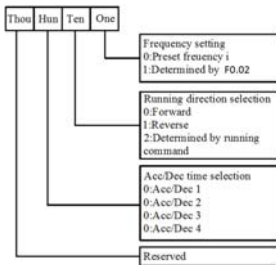 Thou Hun Ten One
Frequency setting
0:Preset freuency i
1:Determined by F0.02
Running direction selection
0:Forward
1:Reverse
2:Determined by running
command
Acc/Dec time selection
0:Acc/Dec 1
0:Acc/Dec 2
0:Acc/Dec 3
0:Acc/Dec 4
Reserved